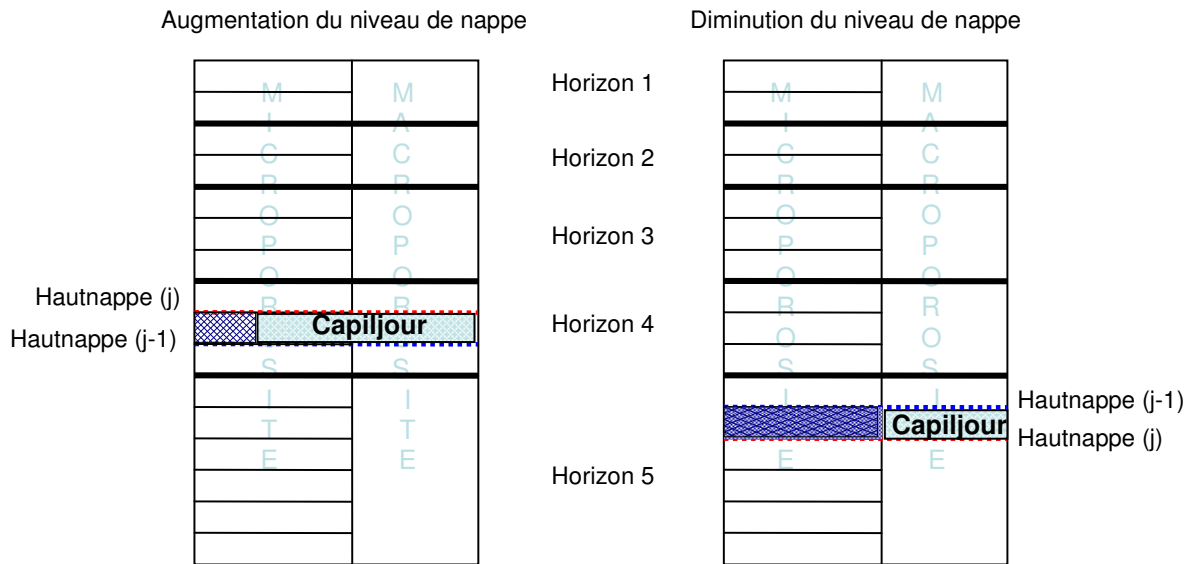 Augmentation du niveau de nappe
Diminution du niveau de nappe
MICROPOROSITE
MACROPOROSITE
Horizon 1
Horizon 2
Horizon 3
Horizon 4
Horizon 5
Hautnappe (j)
Hautnappe (j-1)
Capiljour
MICROPOROSITE
MACROPOROSITE
Capiljour
Hautnappe (j-1)
Hautnappe (j)